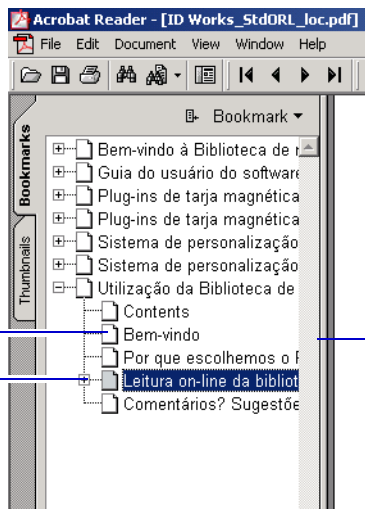 Acrobat Reader - [ID Works_StdORL_loc.pdf]
File Edit Document View Window Help
Bookmark
Bookmarks
Thumbnails
Bem-vindo à Biblioteca de
Guia do usuário do software
Plug-ins de tarja magnética
Plug-ins de tarja magnética
Sistema de personalização
Sistema de personalização
Utilização da Biblioteca de
Contents
Bem-vindo
Por que escolhemos o
Leitura on-line da bibliot
Comentários? Sugestõe